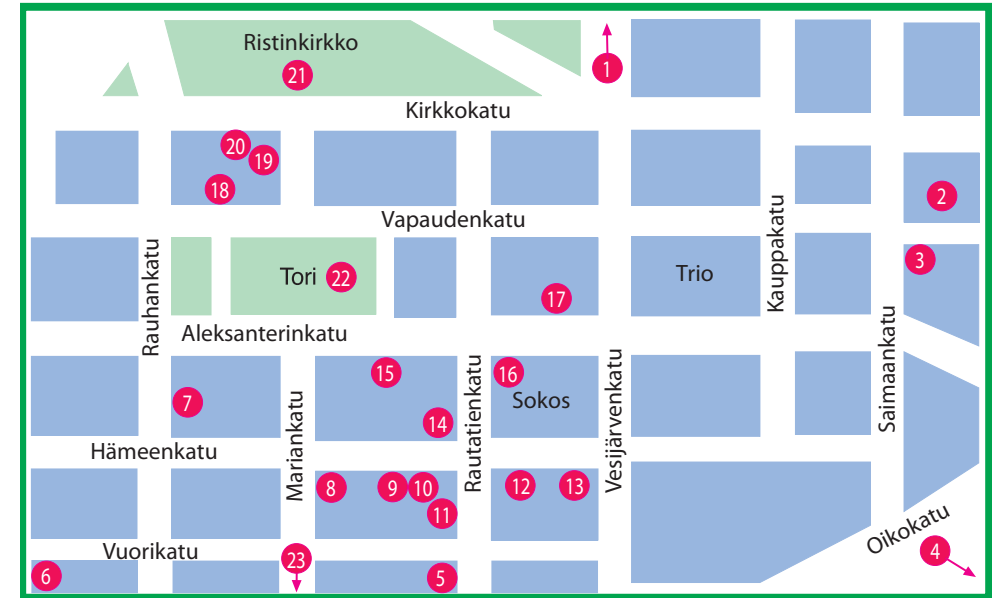 Ristinkirkko
21
1
Kirkkokatu
20
19
18
2
Vapaudenkatu
3
Rauhankatu
Tori 22
Trio
Kauppakatu
17
Aleksanterinkatu
Saimaankatu
15
16
7
Sokos
14
Hämeenkatu
Mariankatu
Rautatienkatu
Vesijärvenkatu
8
9
10
11
12
13
Vuorikatu
Oikokatu
4
23
6
5